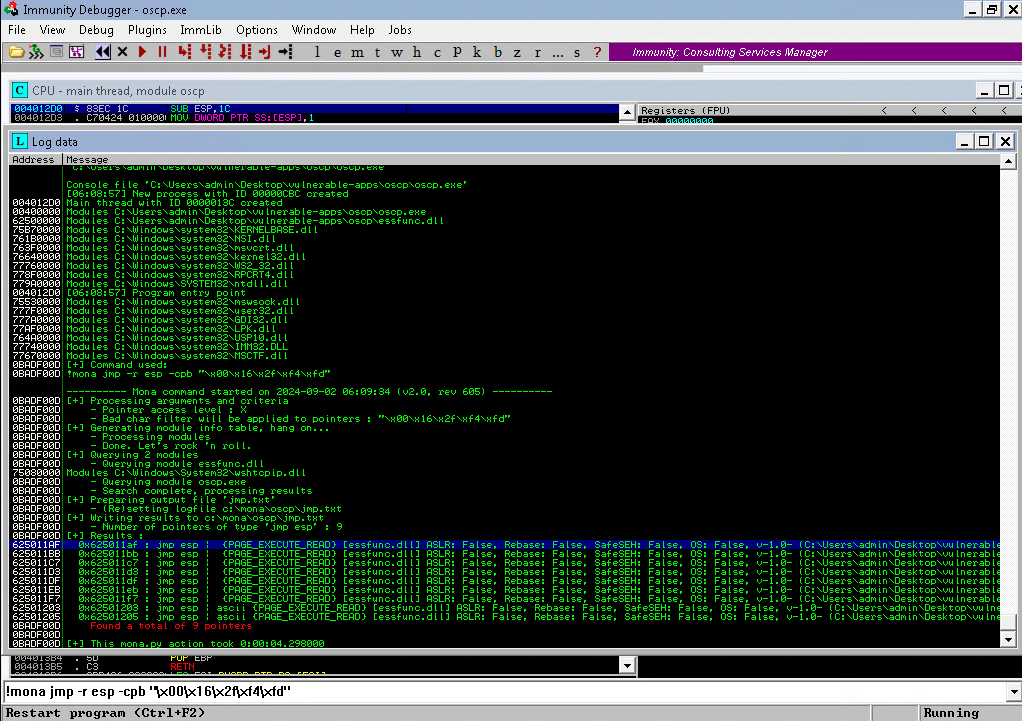 Immunity Debugger - oscp.exe
File View Debug Plugins ImmLib Options Window Help Jobs
l e m t w h c P k b z r ... s ?
Immunity: Consulting Services Manager
C CPU - main thread, module oscp
004012D0 $ 83EC 1C SUB ESP,1C
004012D3 . C70424 010000 MOV DWORD PTR SS:[ESP],1
Registers (FPU) < < < < <
EAX 00000000
L Log data
Address Message
'C:\Users\admin\Desktop\vulnerable-apps\oscp\oscp.exe
Console file 'C:\Users\admin\Desktop\vulnerable-apps\oscp\oscp.exe'
[06:08:57] New process with ID 00000CBC created
004012D0 Main thread with ID 0000013C created
00400000 Modules C:\Users\admin\Desktop\vulnerable-apps\oscp\oscp.exe
62500000 Modules C:\Users\admin\Desktop\vulnerable-apps\oscp\essfunc.dll
75B70000 Modules C:\Windows\system32\KERNELBASE.dll
761B0000 Modules C:\Windows\system32\NSI.dll
763F0000 Modules C:\Windows\system32\msvcrt.dll
76640000 Modules C:\Windows\system32\kernel32.dll
77760000 Modules C:\Windows\system32\WS2_32.dll
778F0000 Modules C:\Windows\system32\RPCRT4.dll
779A0000 Modules C:\Windows\SYSTEM32\ntdll.dll
004012D0 [06:08:57] Program entry point
75530000 Modules C:\Windows\system32\mswsock.dll
777F0000 Modules C:\Windows\system32\user32.dll
777A0000 Modules C:\Windows\system32\GDI32.dll
77AF0000 Modules C:\Windows\system32\LPK.dll
764A0000 Modules C:\Windows\system32\USP10.dll
77740000 Modules C:\Windows\system32\IMM32.DLL
77670000 Modules C:\Windows\system32\MSCTF.dll
0BADF00D [+] Command used:
0BADF00D !mona jmp -r esp -cpb "\x00\x16\x2f\xf4\xfd"
---------- Mona command started on 2024-09-02 06:09:34 (v2.0, rev 605) ----------
0BADF00D [+] Processing arguments and criteria
0BADF00D - Pointer access level : X
0BADF00D - Bad char filter will be applied to pointers : "\x00\x16\x2f\xf4\xfd"
0BADF00D [+] Generating module info table, hang on...
0BADF00D - Processing modules
0BADF00D - Done. Let's rock 'n roll.
0BADF00D [+] Querying 2 modules
0BADF00D - Querying module essfunc.dll
75080000 Modules C:\Windows\System32\wshtcpip.dll
0BADF00D - Querying module oscp.exe
0BADF00D - Search complete, processing results
0BADF00D [+] Preparing output file 'jmp.txt'
0BADF00D - (Re)setting logfile c:\mona\oscp\jmp.txt
0BADF00D [+] Writing results to c:\mona\oscp\jmp.txt
0BADF00D - Number of pointers of type 'jmp esp' : 9
0BADF00D [+] Results :
625011AF 0x625011af : jmp esp | {PAGE_EXECUTE_READ} [essfunc.dll] ASLR: False, Rebase: False, SafeSEH: False, OS: False, v-1.0- (C:\Users\admin\Desktop\vulnerable
625011BB 0x625011bb : jmp esp | {PAGE_EXECUTE_READ} [essfunc.dll] ASLR: False, Rebase: False, SafeSEH: False, OS: False, v-1.0- (C:\Users\admin\Desktop\vulnerable
625011C7 0x625011c7 : jmp esp | {PAGE_EXECUTE_READ} [essfunc.dll] ASLR: False, Rebase: False, SafeSEH: False, OS: False, v-1.0- (C:\Users\admin\Desktop\vulnerable
625011D3 0x625011d3 : jmp esp | {PAGE_EXECUTE_READ} [essfunc.dll] ASLR: False, Rebase: False, SafeSEH: False, OS: False, v-1.0- (C:\Users\admin\Desktop\vulnerable
625011DF 0x625011df : jmp esp | {PAGE_EXECUTE_READ} [essfunc.dll] ASLR: False, Rebase: False, SafeSEH: False, OS: False, v-1.0- (C:\Users\admin\Desktop\vulnerable
625011EB 0x625011eb : jmp esp | {PAGE_EXECUTE_READ} [essfunc.dll] ASLR: False, Rebase: False, SafeSEH: False, OS: False, v-1.0- (C:\Users\admin\Desktop\vulnerable
625011F7 0x625011f7 : jmp esp | {PAGE_EXECUTE_READ} [essfunc.dll] ASLR: False, Rebase: False, SafeSEH: False, OS: False, v-1.0- (C:\Users\admin\Desktop\vulnerable
62501203 0x62501203 : jmp esp | ascii {PAGE_EXECUTE_READ} [essfunc.dll] ASLR: False, Rebase: False, SafeSEH: False, OS: False, v-1.0- (C:\Users\admin\Desktop\vuln
62501205 0x62501205 : jmp esp | ascii {PAGE_EXECUTE_READ} [essfunc.dll] ASLR: False, Rebase: False, SafeSEH: False, OS: False, v-1.0- (C:\Users\admin\Desktop\vuln
0BADF00D Found a total of 9 pointers
0BADF00D
0BADF00D [+] This mona.py action took 0:00:04.298000
004013B4 . 5D POP EBP
004013B5 . C3 RETN
!mona jmp -r esp -cpb "\x00\x16\x2f\xf4\xfd"
Restart program (Ctrl+F2)
Running